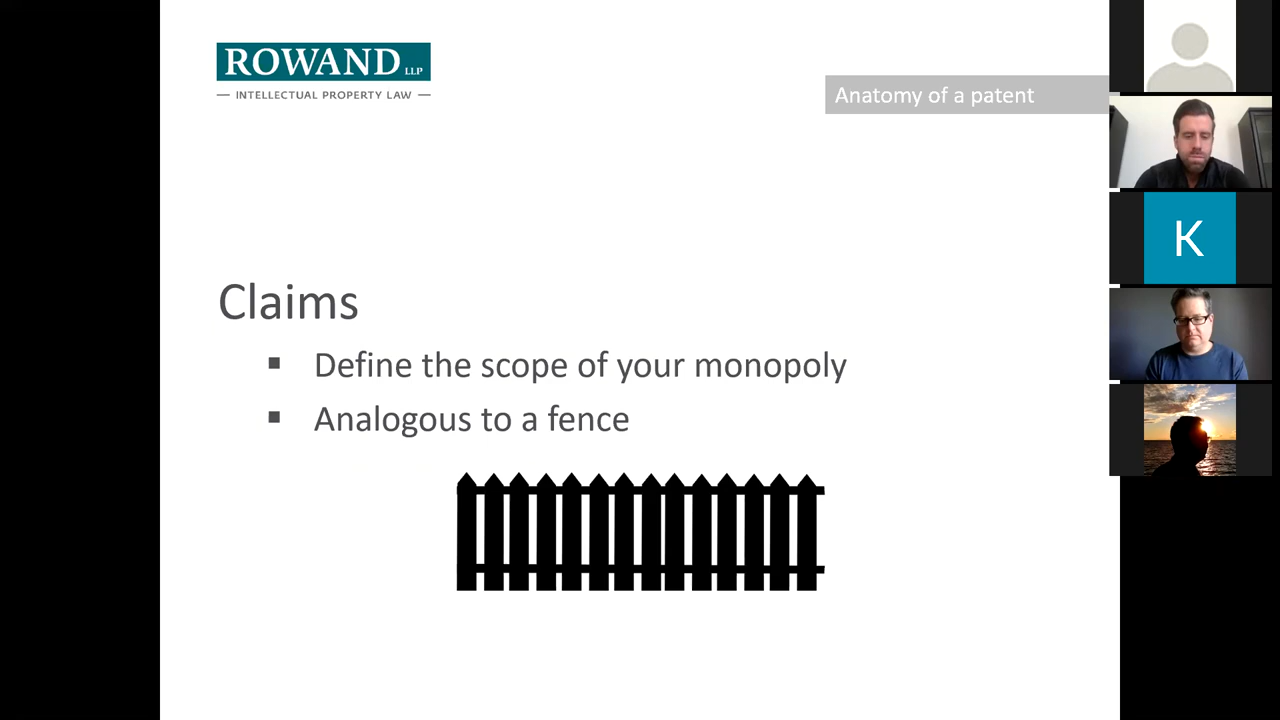 ROWAND LLP
INTELLECTUAL PROPERTY LAW
Anatomy of a patent
Claims
▪ Define the scope of your monopoly
▪ Analogous to a fence
K